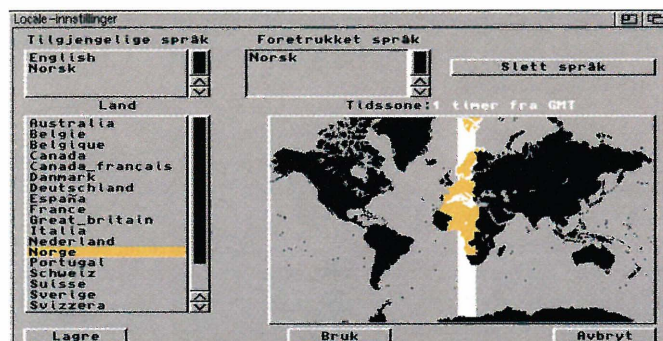 Locale-innstillinger
Tilgjengelige språk
English
Norsk
Foretrukket språk
Norsk
Slett språk
Land
Australia
Belgie
Belgique
Canada
Canada_français
Danmark
Deutschland
España
France
Great_britain
Italia
Nederland
Norge
Portugal
Schweiz
Suisse
Sverige
Svizzera
Tidssone:1 timer fra GMT
Lagre
Bruk
Avbryt